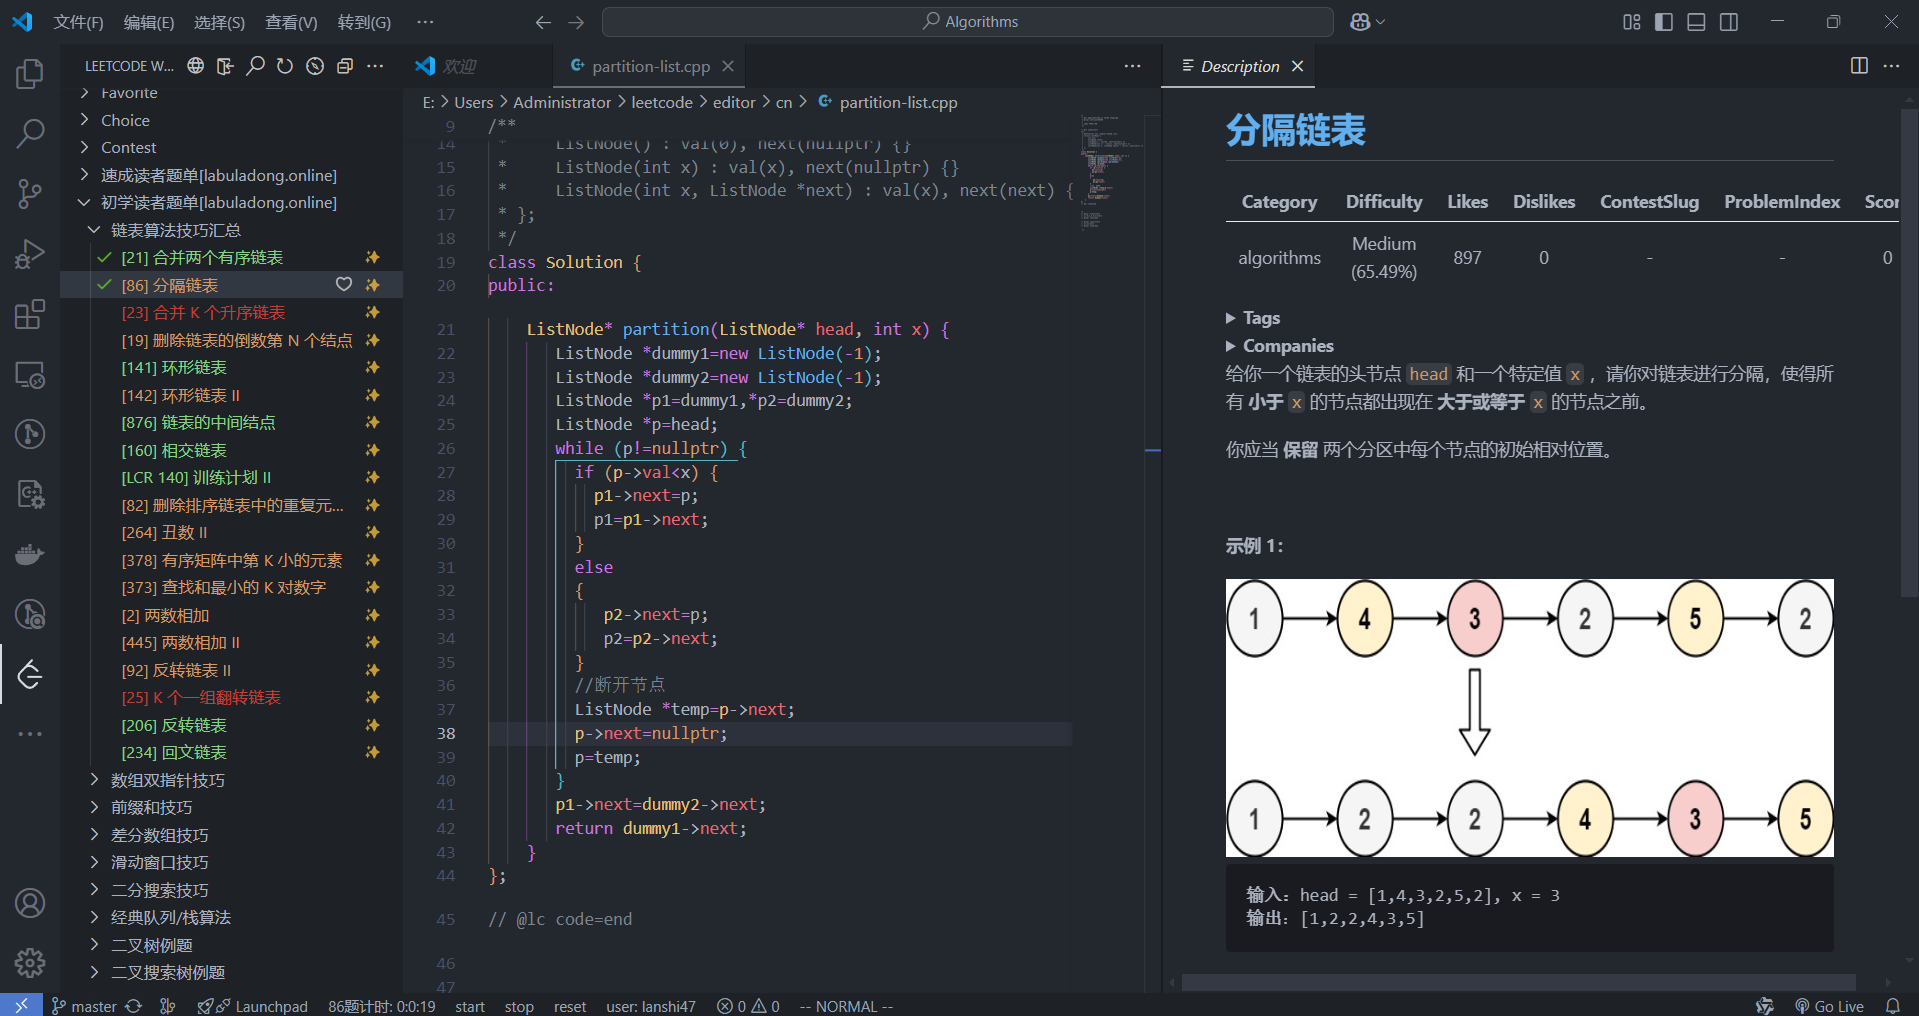 文件(F) 编辑(E) 选择(S) 查看(V) 转到(G) ··· Algorithms
LEETCODE W...
Favorite
Choice
Contest
速成读者题单[labuladong.online]
初学读者题单[labuladong.online]
链表算法技巧汇总
[21] 合并两个有序链表
[86] 分隔链表
[23] 合并 K 个升序链表
[19] 删除链表的倒数第 N 个结点
[141] 环形链表
[142] 环形链表 II
[876] 链表的中间结点
[160] 相交链表
[LCR 140] 训练计划 II
[82] 删除排序链表中的重复元...
[264] 丑数 II
[378] 有序矩阵中第 K 小的元素
[373] 查找和最小的 K 对数字
[2] 两数相加
[445] 两数相加 II
[92] 反转链表 II
[25] K 个一组翻转链表
[206] 反转链表
[234] 回文链表
数组双指针技巧
前缀和技巧
差分数组技巧
滑动窗口技巧
二分搜索技巧
经典队列/栈算法
二叉树例题
二叉搜索树例题
欢迎 partition-list.cpp
E: > Users > Administrator > leetcode > editor > cn > partition-list.cpp
9 /**
14 * ListNode() : val(0), next(nullptr) {}
15 * ListNode(int x) : val(x), next(nullptr) {}
16 * ListNode(int x, ListNode *next) : val(x), next(next) {
17 * };
18 */
19 class Solution {
20 public:
21 ListNode* partition(ListNode* head, int x) {
22 ListNode *dummy1=new ListNode(-1);
23 ListNode *dummy2=new ListNode(-1);
24 ListNode *p1=dummy1,*p2=dummy2;
25 ListNode *p=head;
26 while (p!=nullptr) {
27 if (p->val<x) {
28 p1->next=p;
29 p1=p1->next;
30 }
31 else
32 {
33 p2->next=p;
34 p2=p2->next;
35 }
36 //断开节点
37 ListNode *temp=p->next;
38 p->next=nullptr;
39 p=temp;
40 }
41 p1->next=dummy2->next;
42 return dummy1->next;
43 }
44 };
45 // @lc code=end
46
47
Description
分隔链表
Category Difficulty Likes Dislikes ContestSlug ProblemIndex Scor
algorithms Medium (65.49%) 897 0 - - 0
Tags
Companies
给你一个链表的头节点 head 和一个特定值 x ，请你对链表进行分隔，使得所
有 小于 x 的节点都出现在 大于或等于 x 的节点之前。
你应当 保留 两个分区中每个节点的初始相对位置。
示例 1：
1 4 3 2 5 2
1 2 2 4 3 5
输入：head = [1,4,3,2,5,2], x = 3
输出：[1,2,2,4,3,5]
master Launchpad 86题计时: 0:0:19 start stop reset user: lanshi47 0 0 -- NORMAL -- Go Live